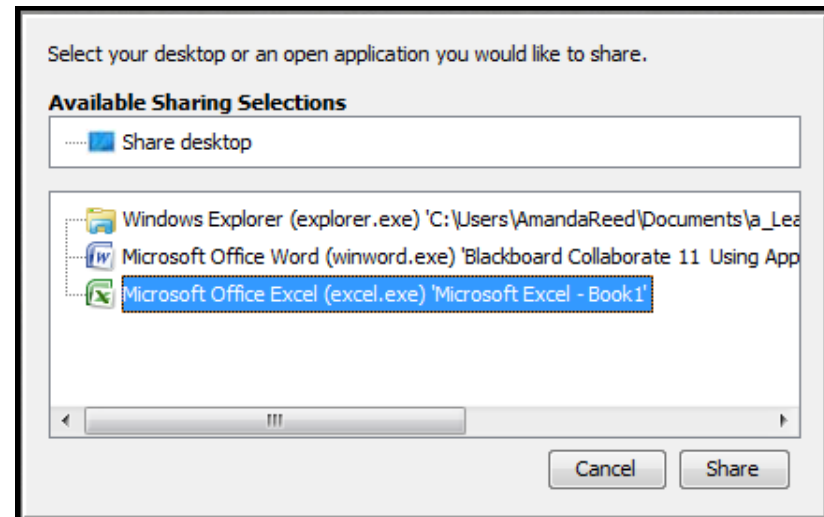 Select your desktop or an open application you would like to share.
Available Sharing Selections
Share desktop
Windows Explorer (explorer.exe) 'C:\Users\AmandaReed\Documents\a_Lea
Microsoft Office Word (winword.exe) 'Blackboard Collaborate 11 Using App
Microsoft Office Excel (excel.exe) 'Microsoft Excel - Book1'
Cancel Share